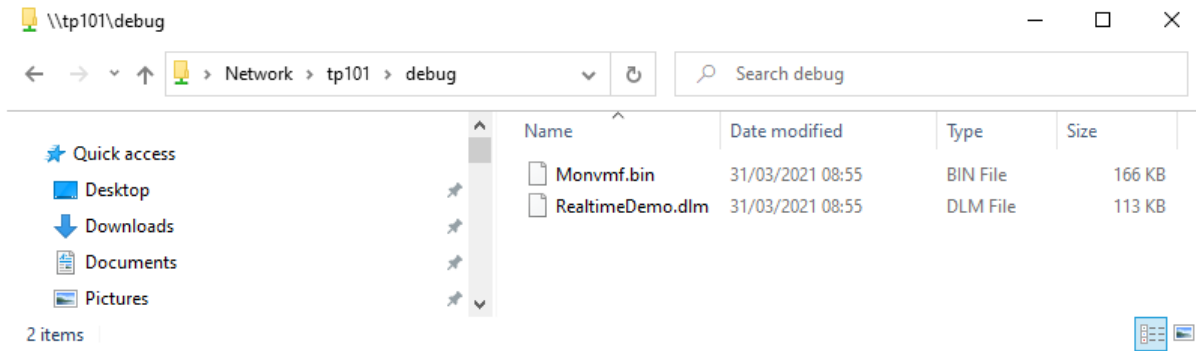 \\tp101\debug
Network > tp101 > debug
Search debug
Name Date modified Type Size
Quick access
Desktop
Downloads
Documents
Pictures
Monvmf.bin 31/03/2021 08:55 BIN File 166 KB
RealtimeDemo.dlm 31/03/2021 08:55 DLM File 113 KB
2 items